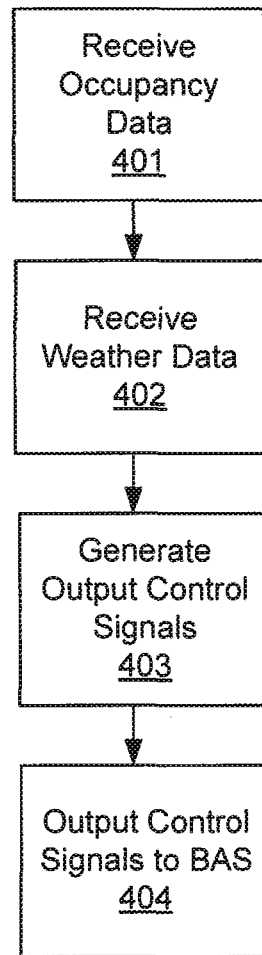 Receive
Occupancy
Data
401
Receive
Weather Data
402
Generate
Output Control
Signals
403
Output Control
Signals to BAS
404